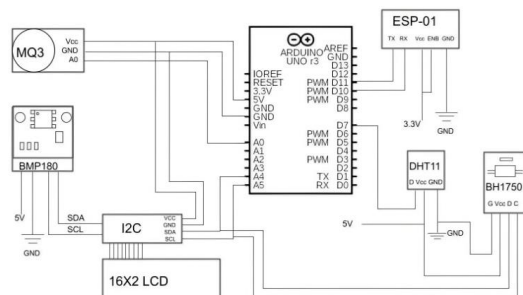 MQ3
Vcc
GND
A0
ARDUINO
UNO r3
IOREF
RESET
3.3V
5V
GND
GND
Vin
A0
A1
A2
A3
A4
A5
AREF
GND
D13
D12
PWM D11
PWM D10
PWM D9
D8
D7
PWM D6
PWM D5
D4
PWM D3
D2
TX D1
RX D0
ESP-01
TX RX Vcc ENB GND
3.3V
GND
BMP180
5V
GND
SDA
SCL
I2C
VCC
GND
SDA
SCL
16X2 LCD
DHT11
D Vcc GND
5V
GND
BH1750
G Vcc D C